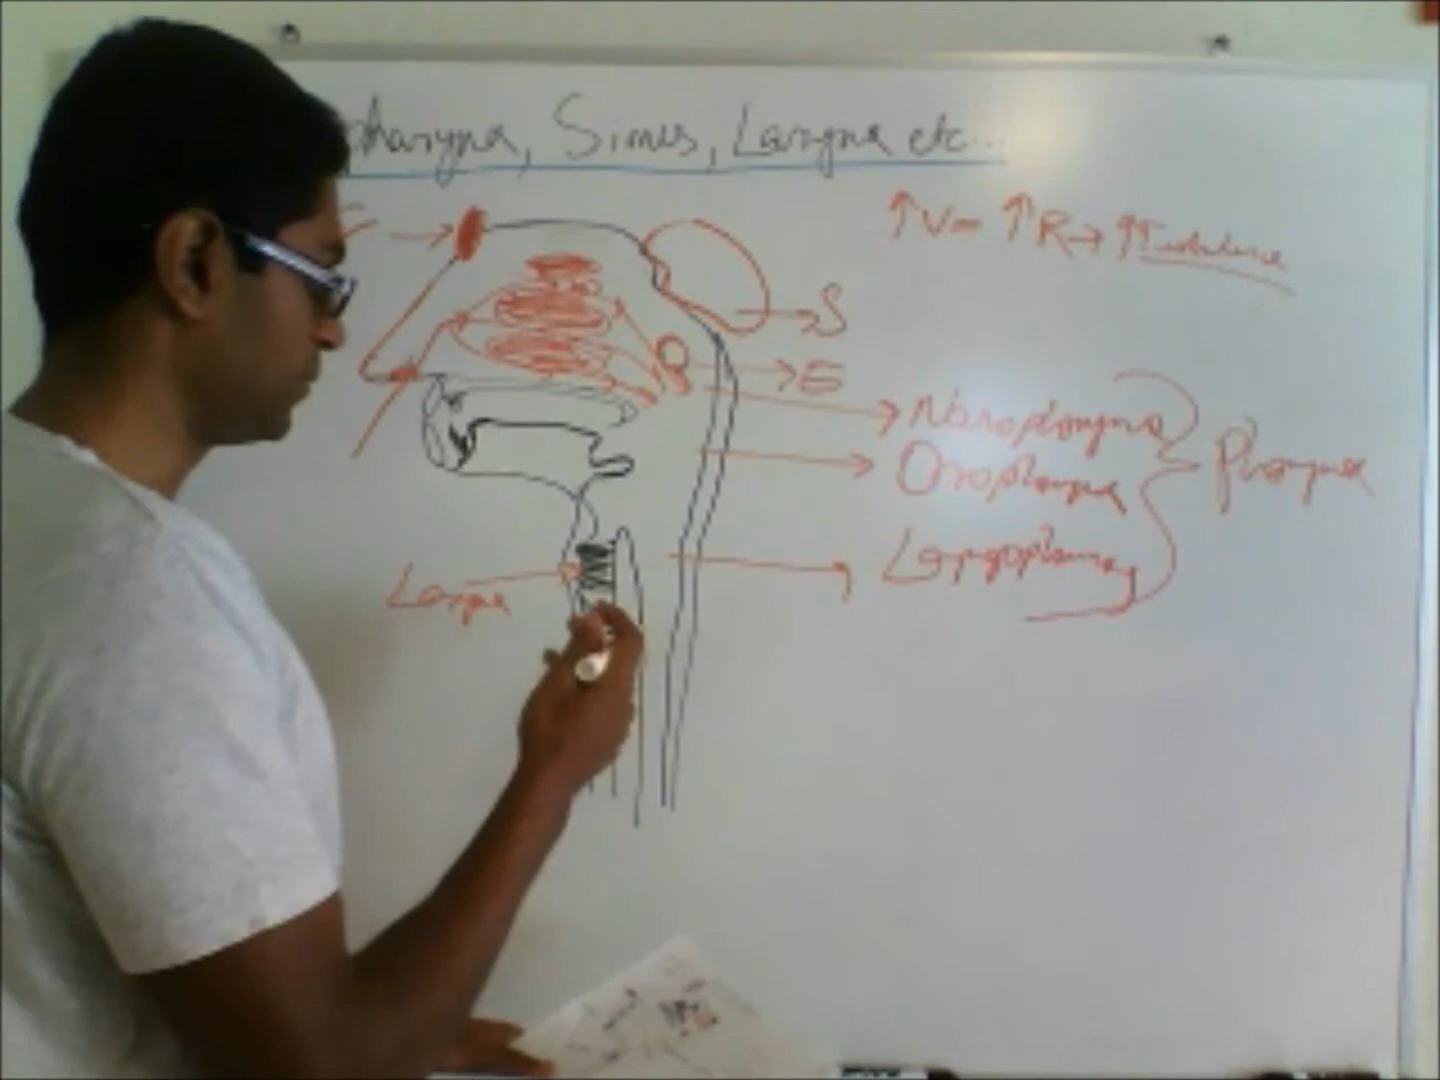 pharynx, Sinus, Larynx etc...
F
↑V= ↑R→ ↑Turbulence
S
E
Nasopharynx
Oropharynx
Pharynx
Laryngopharynx
Larynx